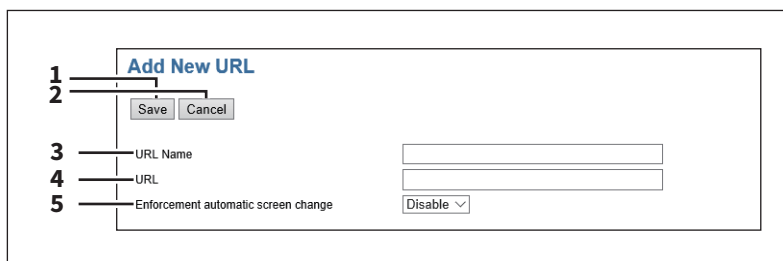 Add New URL
1
2
Save Cancel
3 URL Name
4 URL
5 Enforcement automatic screen change Disable